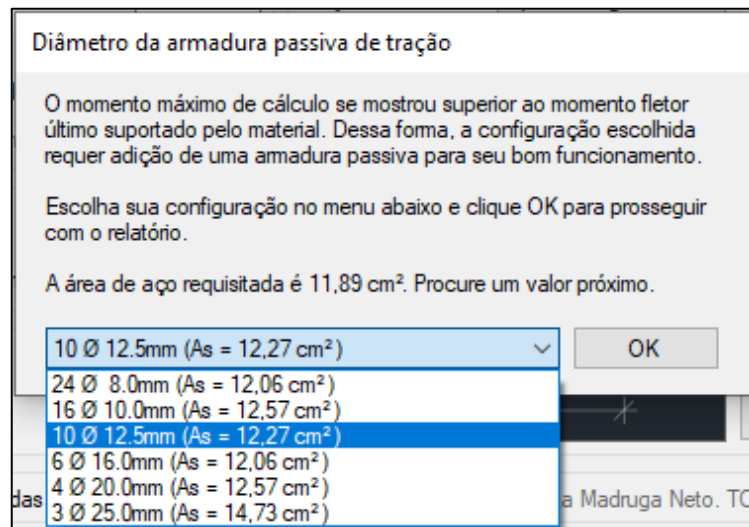 Diâmetro da armadura passiva de tração
O momento máximo de cálculo se mostrou superior ao momento fletor
último suportado pelo material. Dessa forma, a configuração escolhida
requer adição de uma armadura passiva para seu bom funcionamento.
Escolha sua configuração no menu abaixo e clique OK para prosseguir
com o relatório.
A área de aço requisitada é 11,89 cm². Procure um valor próximo.
10 Ø 12.5mm (As = 12,27 cm²) OK
24 Ø  8.0mm (As = 12,06 cm²)
16 Ø 10.0mm (As = 12,57 cm²)
10 Ø 12.5mm (As = 12,27 cm²)
6 Ø 16.0mm (As = 12,06 cm²)
4 Ø 20.0mm (As = 12,57 cm²)
das a Madruga Neto. TC
3 Ø 25.0mm (As = 14,73 cm²)